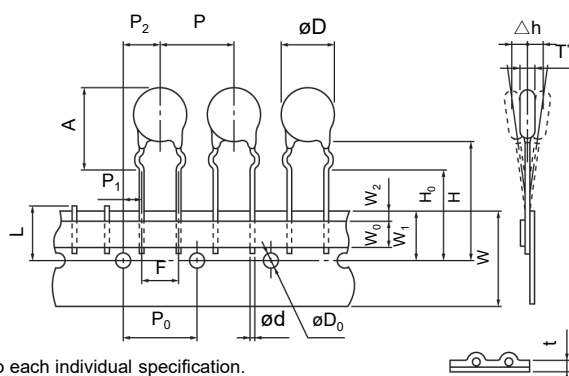 P₂ P øD △h
T
A
P₁
W₂
H₀
H
L
W₀
W₁
W
F
P₀ ød øD₀
o each individual specification.
t